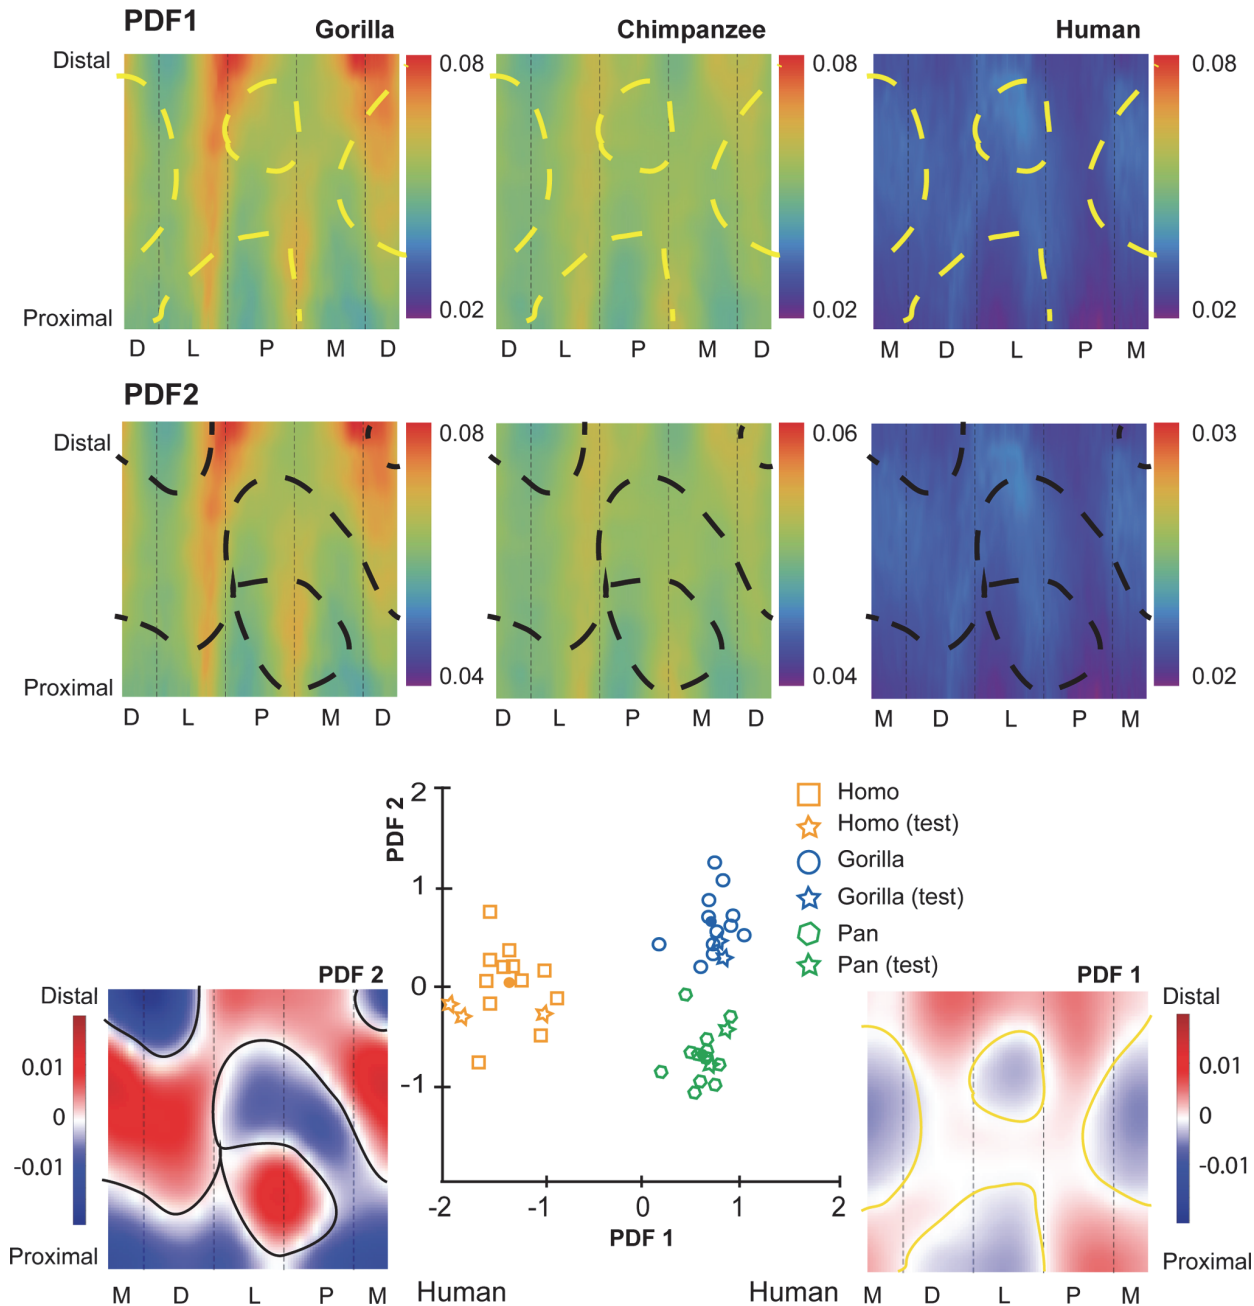 PDF1
Gorilla
Chimpanzee
Human
Distal
0.08
0.08
0.08
Proximal
0.02
0.02
0.02
D L P M D
D L P M D
M D L P M
PDF2
Distal
0.08
0.06
0.03
Proximal
0.04
0.04
0.02
D L P M D
D L P M D
M D L P M
PDF 2
2
1
0
-1
-2 -1 0 1 2
PDF 1
Homo
Homo (test)
Gorilla
Gorilla (test)
Pan
Pan (test)
PDF 2
Distal
0.01
0
-0.01
Proximal
M D L P M
Human
PDF 1
Distal
0.01
0
-0.01
Proximal
M D L P M
Human